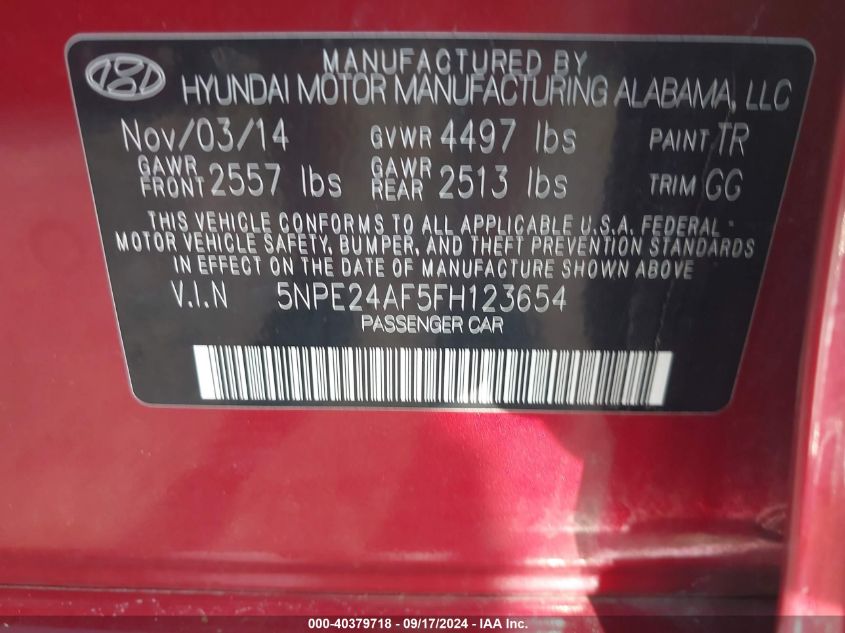 MANUFACTURED BY
HYUNDAI MOTOR MANUFACTURING ALABAMA, LLC
Nov/03/14 GVWR 4497 lbs PAINT TR
GAWR FRONT 2557 lbs GAWR REAR 2513 lbs TRIM GG
THIS VEHICLE CONFORMS TO ALL APPLICABLE U.S.A. FEDERAL
MOTOR VEHICLE SAFETY, BUMPER, AND THEFT PREVENTION STANDARDS
IN EFFECT ON THE DATE OF MANUFACTURE SHOWN ABOVE.
V.I.N 5NPE24AF5FH123654
PASSENGER CAR
000-40379718 - 09/17/2024 - IAA Inc.